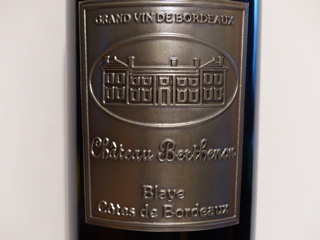 GRAND VIN DE BORDEAUX
Château Berthenon
Blaye
Côtes de Bordeaux